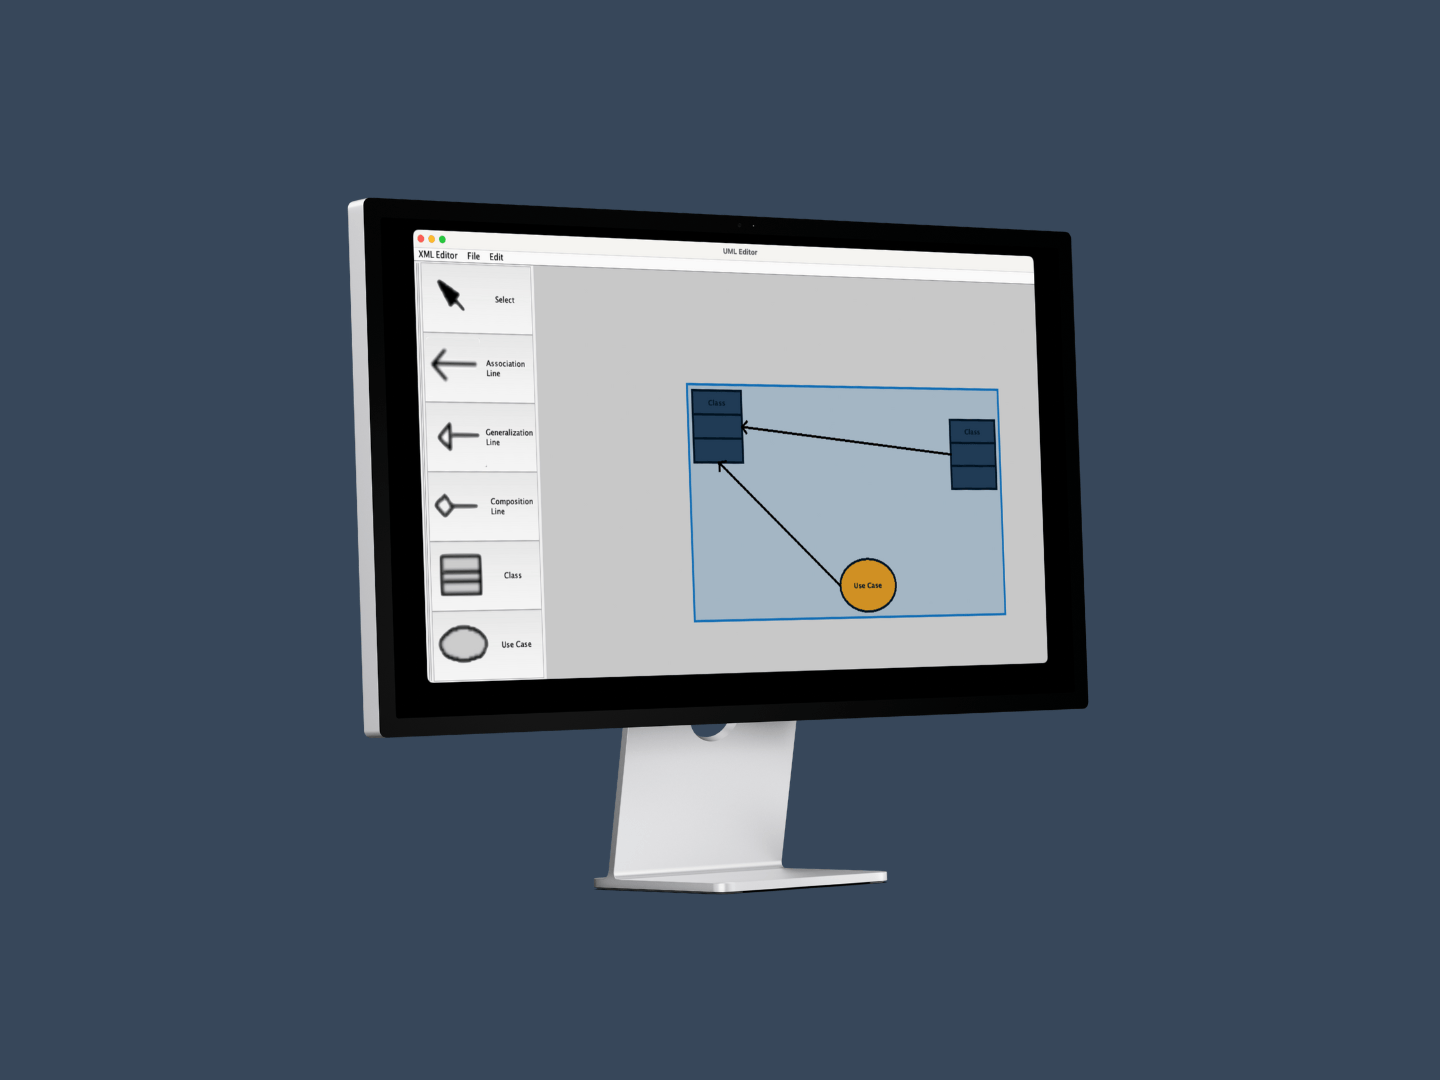 UML Editor
XML Editor File Edit
Select
Association
Line
Generalization
Line
Composition
Line
Class
Use Case
Class
Class
Use Case